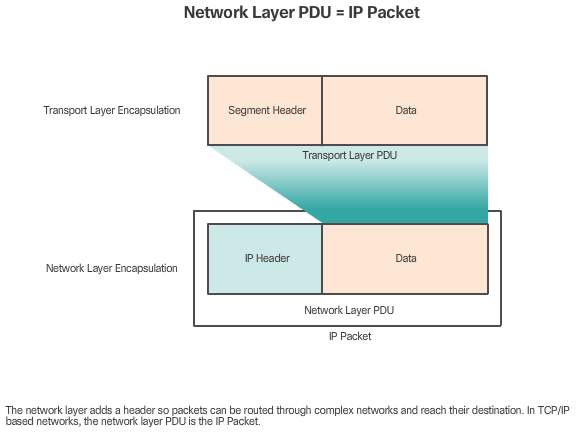 Network Layer PDU = IP Packet
Transport Layer Encapsulation
Segment Header
Data
Transport Layer PDU
Network Layer Encapsulation
IP Header
Data
Network Layer PDU
IP Packet
The network layer adds a header so packets can be routed through complex networks and reach their destination. In TCP/IP
based networks, the network layer PDU is the IP Packet.